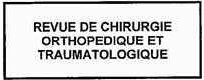 REVUE DE CHIRURGIE
ORTHOPEDIQUE ET
TRAUMATOLOGIQUE